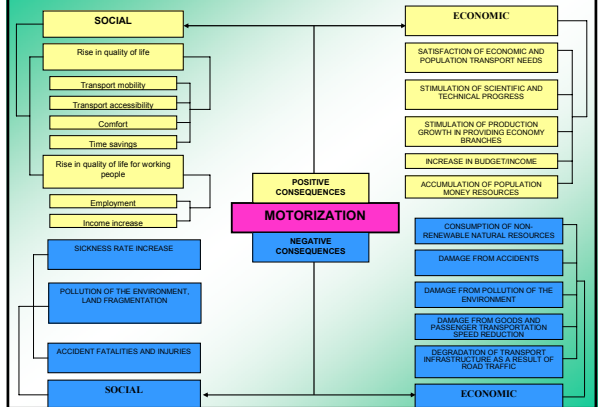 SOCIAL
Rise in quality of life
Transport mobility
Transport accessibility
Comfort
Time savings
Rise in quality of life for working
people
Employment
Income increase
ECONOMIC
SATISFACTION OF ECONOMIC AND
POPULATION TRANSPORT NEEDS
STIMULATION OF SCIENTIFIC AND
TECHNICAL PROGRESS
STIMULATION OF PRODUCTION
GROWTH IN PROVIDING ECONOMY
BRANCHES
INCREASE IN BUDGET/INCOME
ACCUMULATION OF POPULATION
MONEY RESOURCES
POSITIVE
CONSEQUENCES
MOTORIZATION
NEGATIVE
CONSEQUENCES
SICKNESS RATE INCREASE
POLLUTION OF THE ENVIRONMENT,
LAND FRAGMENTATION
ACCIDENT FATALITIES AND INJURIES
SOCIAL
CONSUMPTION OF NON-
RENEWABLE NATURAL RESOURCES
DAMAGE FROM ACCIDENTS
DAMAGE FROM POLLUTION OF THE
ENVIRONMENT
DAMAGE FROM GOODS AND
PASSENGER TRANSPORTATION
SPEED REDUCTION
DEGRADATION OF TRANSPORT
INFRASTRUCTURE AS A RESULT OF
ROAD TRAFFIC
ECONOMIC